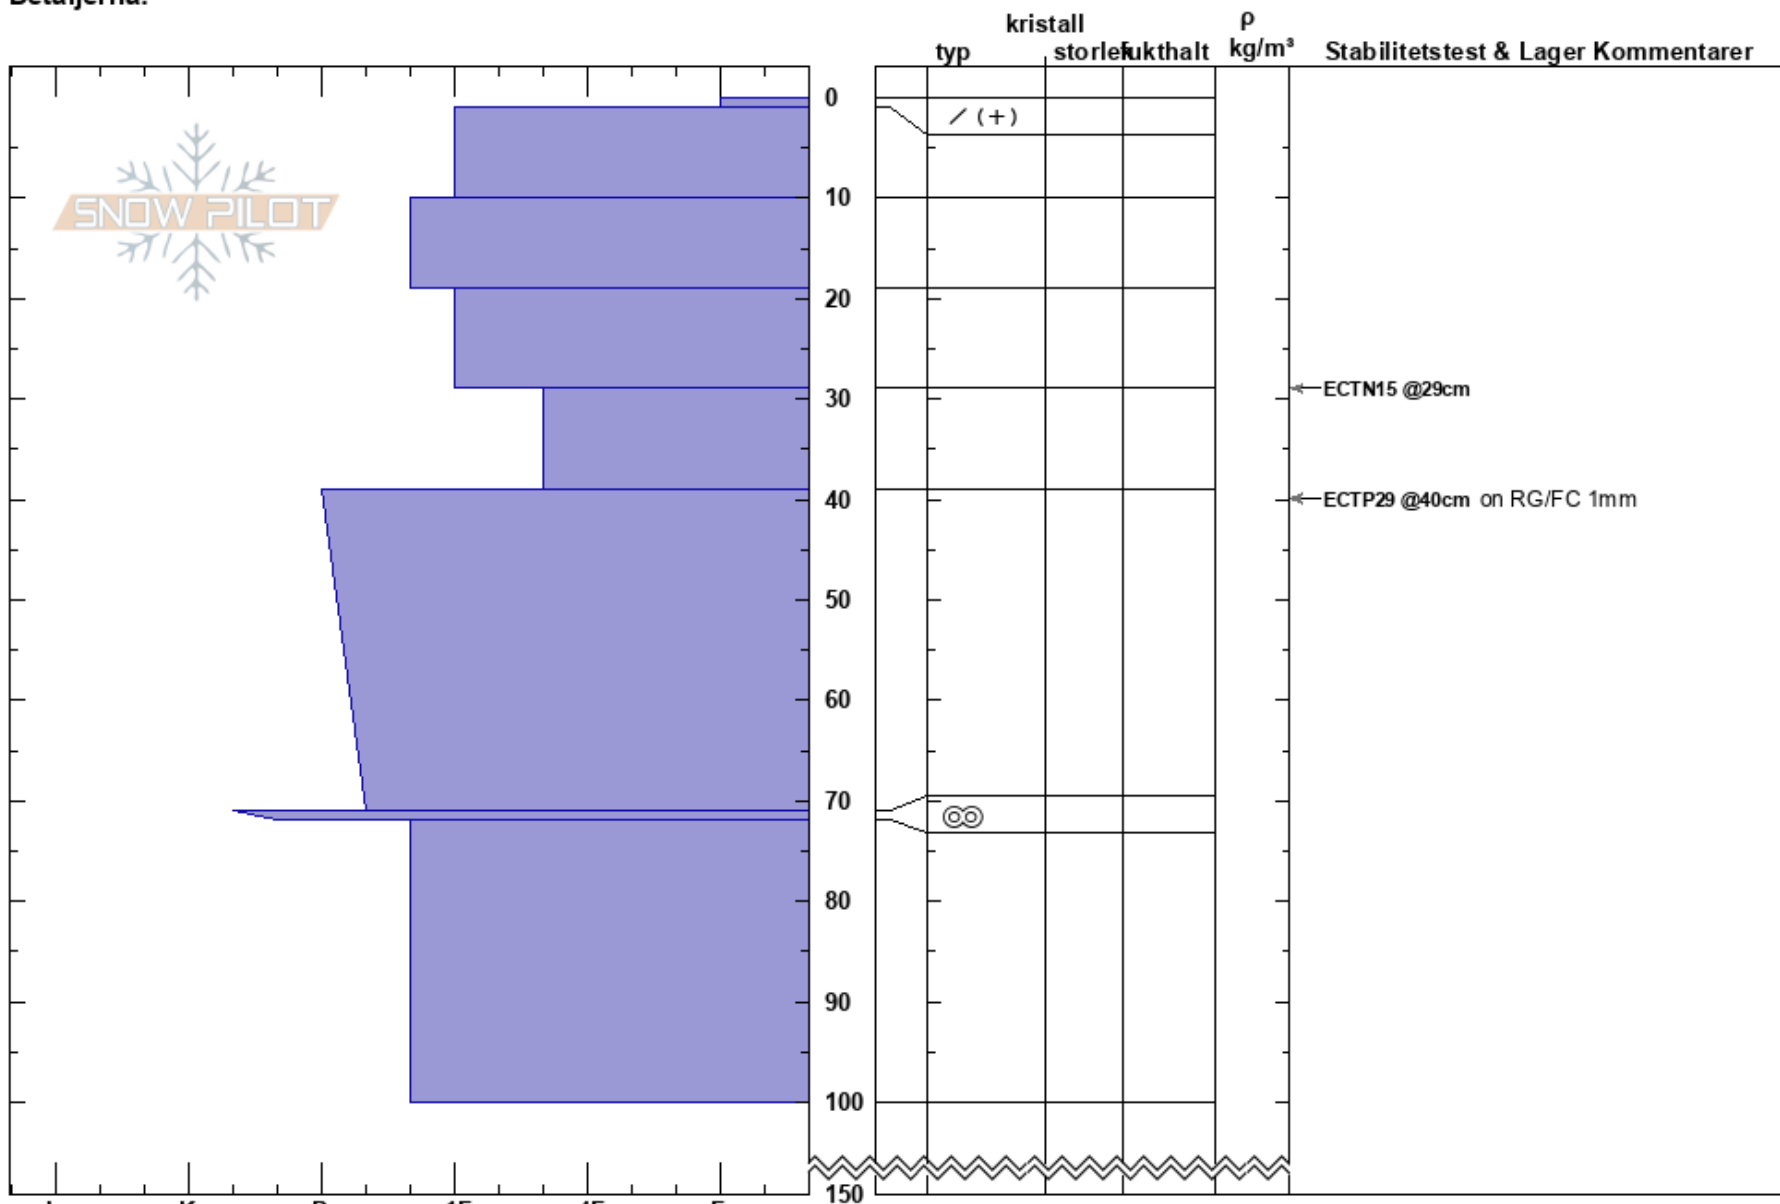 kristall
ρ
typ
storlek
fukthalt
kg/m³
Stabilitetstest & Lager Kommentarer
0
/ (+)
SNOW PILOT
10
20
ECTN15 @29cm
30
40
ECTP29 @40cm on RG/FC 1mm
50
60
70
80
90
100
150